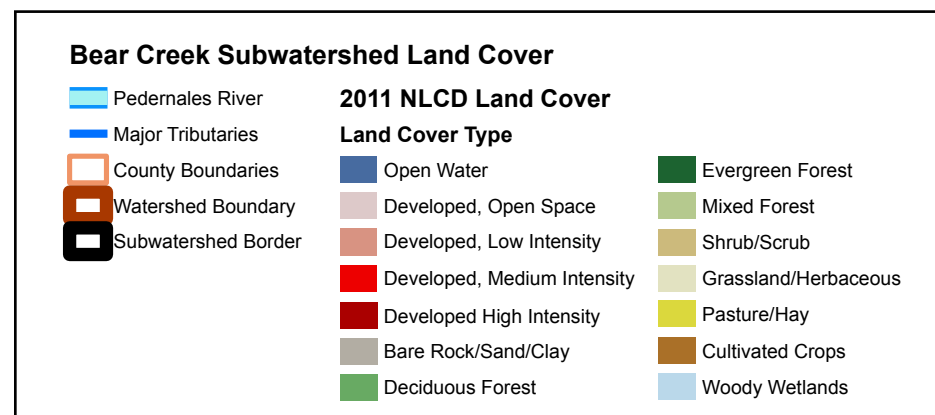 Bear Creek Subwatershed Land Cover
Pedernales River
Major Tributaries
County Boundaries
Watershed Boundary
Subwatershed Border
2011 NLCD Land Cover
Land Cover Type
Open Water
Developed, Open Space
Developed, Low Intensity
Developed, Medium Intensity
Developed High Intensity
Bare Rock/Sand/Clay
Deciduous Forest
Evergreen Forest
Mixed Forest
Shrub/Scrub
Grassland/Herbaceous
Pasture/Hay
Cultivated Crops
Woody Wetlands